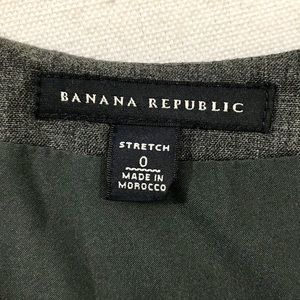 BANANA REPUBLIC
STRETCH
0
MADE IN
MOROCCO